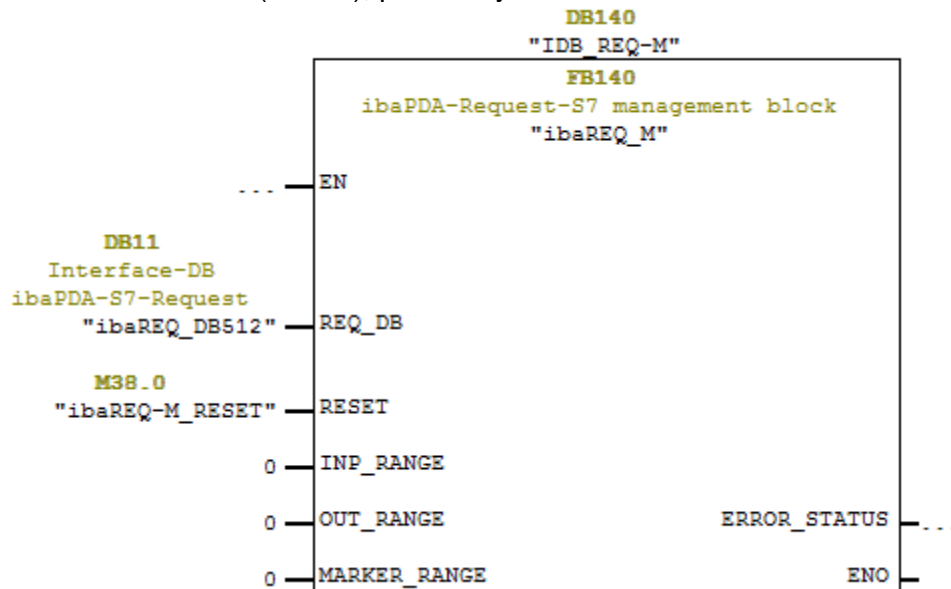 DB140
"IDB_REQ-M"
FB140
ibaPDA-Request-S7 management block
"ibaREQ_M"
... EN
DB11
Interface-DB
ibaPDA-S7-Request
"ibaREQ_DB512" REQ_DB
M38.0
"ibaREQ-M_RESET" RESET
0 INP_RANGE
0 OUT_RANGE ERROR_STATUS ...
0 MARKER_RANGE ENO